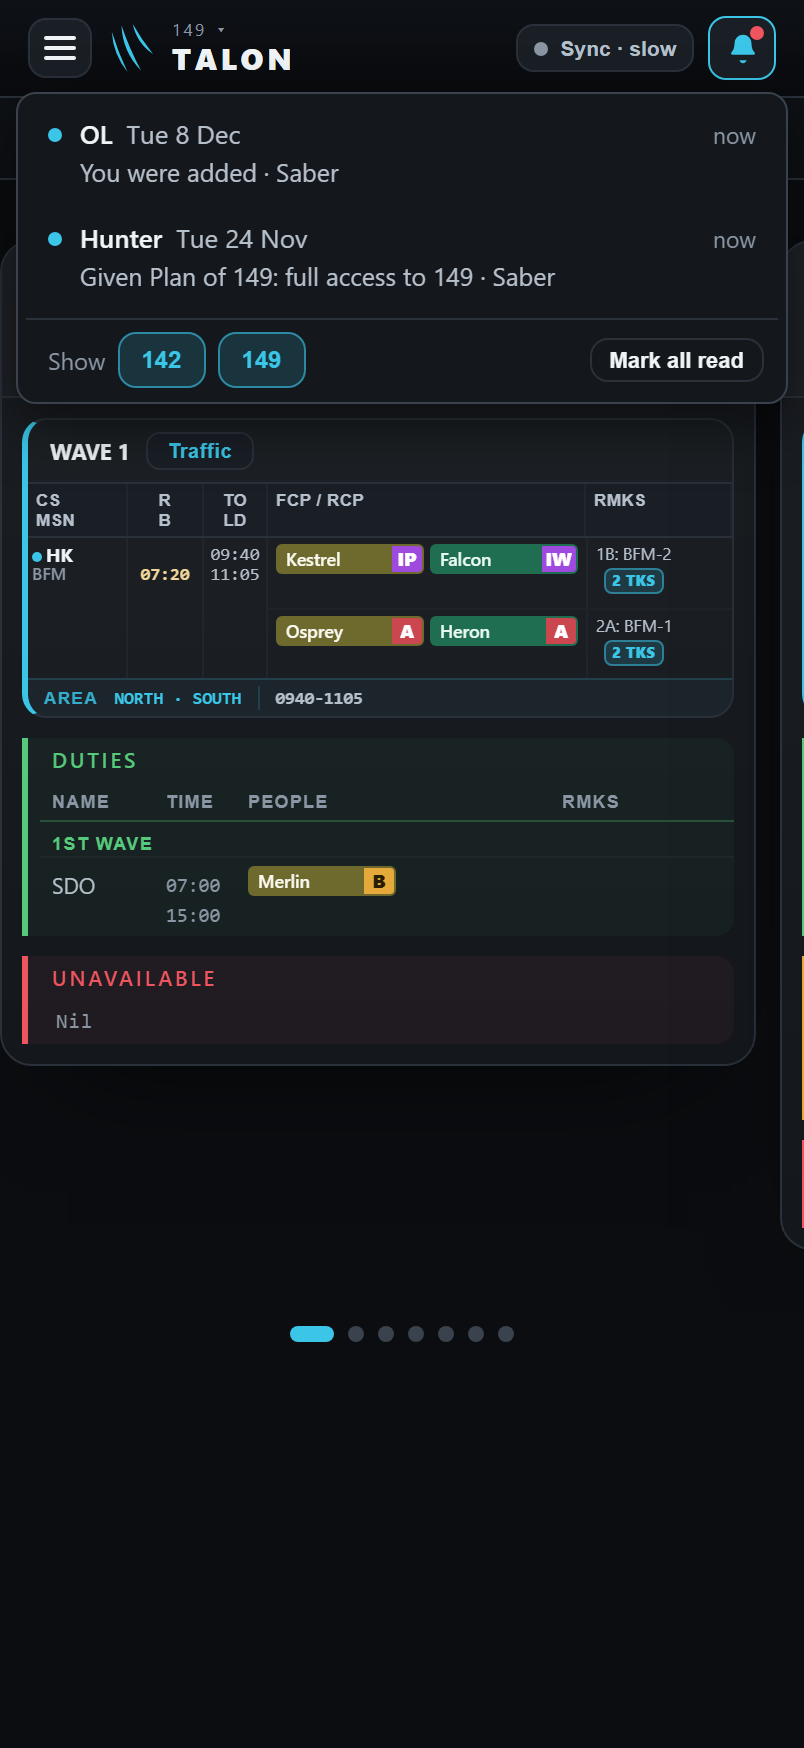 149 ▾
TALON
Sync · slow
OL Tue 8 Dec now
You were added · Saber
Hunter Tue 24 Nov now
Given Plan of 149: full access to 149 · Saber
Show 142 149 Mark all read
WAVE 1 Traffic
CS R TO FCP / RCP RMKS
MSN B LD
HK 09:40 Kestrel IP Falcon IW 1B: BFM-2
BFM 07:20 11:05 2 TKS
Osprey A Heron A 2A: BFM-1
2 TKS
AREA NORTH · SOUTH 0940-1105
DUTIES
NAME TIME PEOPLE RMKS
1ST WAVE
SDO 07:00 Merlin B
15:00
UNAVAILABLE
Nil